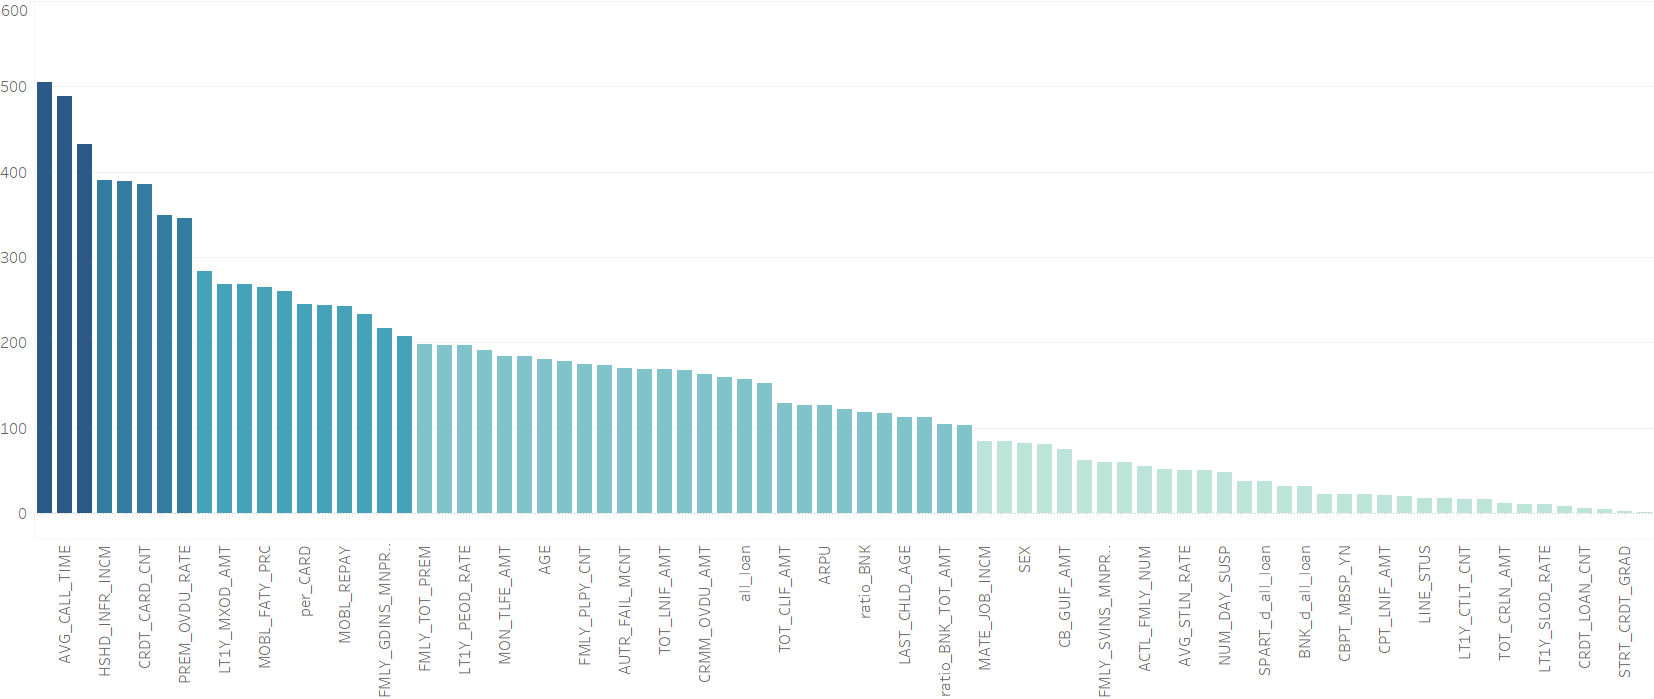 600
500
400
300
200
100
0
AVG_CALL_TIME
HSHD_INFR_INCM
CRDT_CARD_CNT
PREM_OVDU_RATE
LT1Y_MXOD_AMT
MOBL_FATY_PRC
per_CARD
MOBL_REPAY
FMLY_GDINS_MNPR..
FMLY_TOT_PREM
LT1Y_PEOD_RATE
MON_TLFE_AMT
AGE
FMLY_PLPY_CNT
AUTR_FAIL_MCNT
TOT_LNIF_AMT
CRMM_OVDU_AMT
all_loan
TOT_CLIF_AMT
ARPU
ratio_BNK
LAST_CHLD_AGE
ratio_BNK_TOT_AMT
MATE_JOB_INCM
SEX
CB_GUIF_AMT
FMLY_SVINS_MNPR..
ACTL_FMLY_NUM
AVG_STLN_RATE
NUM_DAY_SUSP
SPART_d_all_loan
BNK_d_all_loan
CBPT_MBSP_YN
CPT_LNIF_AMT
LINE_STUS
LT1Y_CTLT_CNT
TOT_CRLN_AMT
LT1Y_SLOD_RATE
CRDT_LOAN_CNT
STRT_CRDT_GRAD